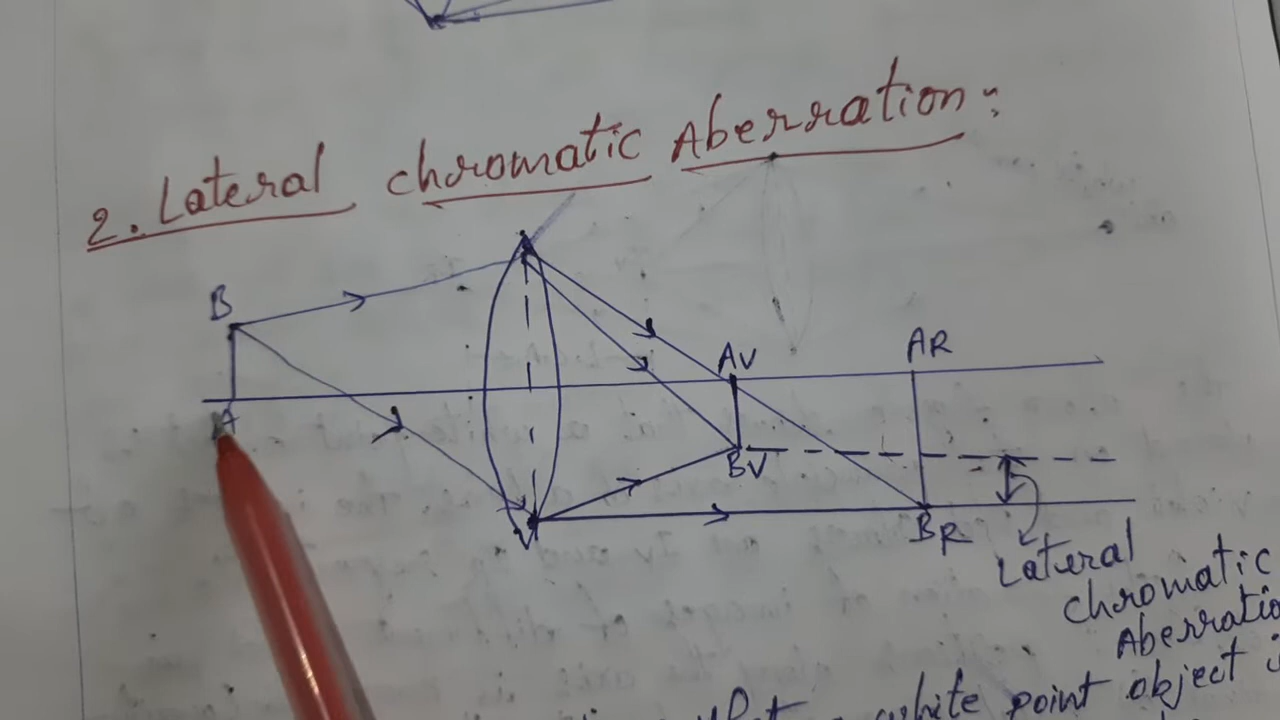 2. Lateral chromatic Aberration:
B
A
AV
AR
BV
BR
Lateral
chromatic
Aberratio
white point object